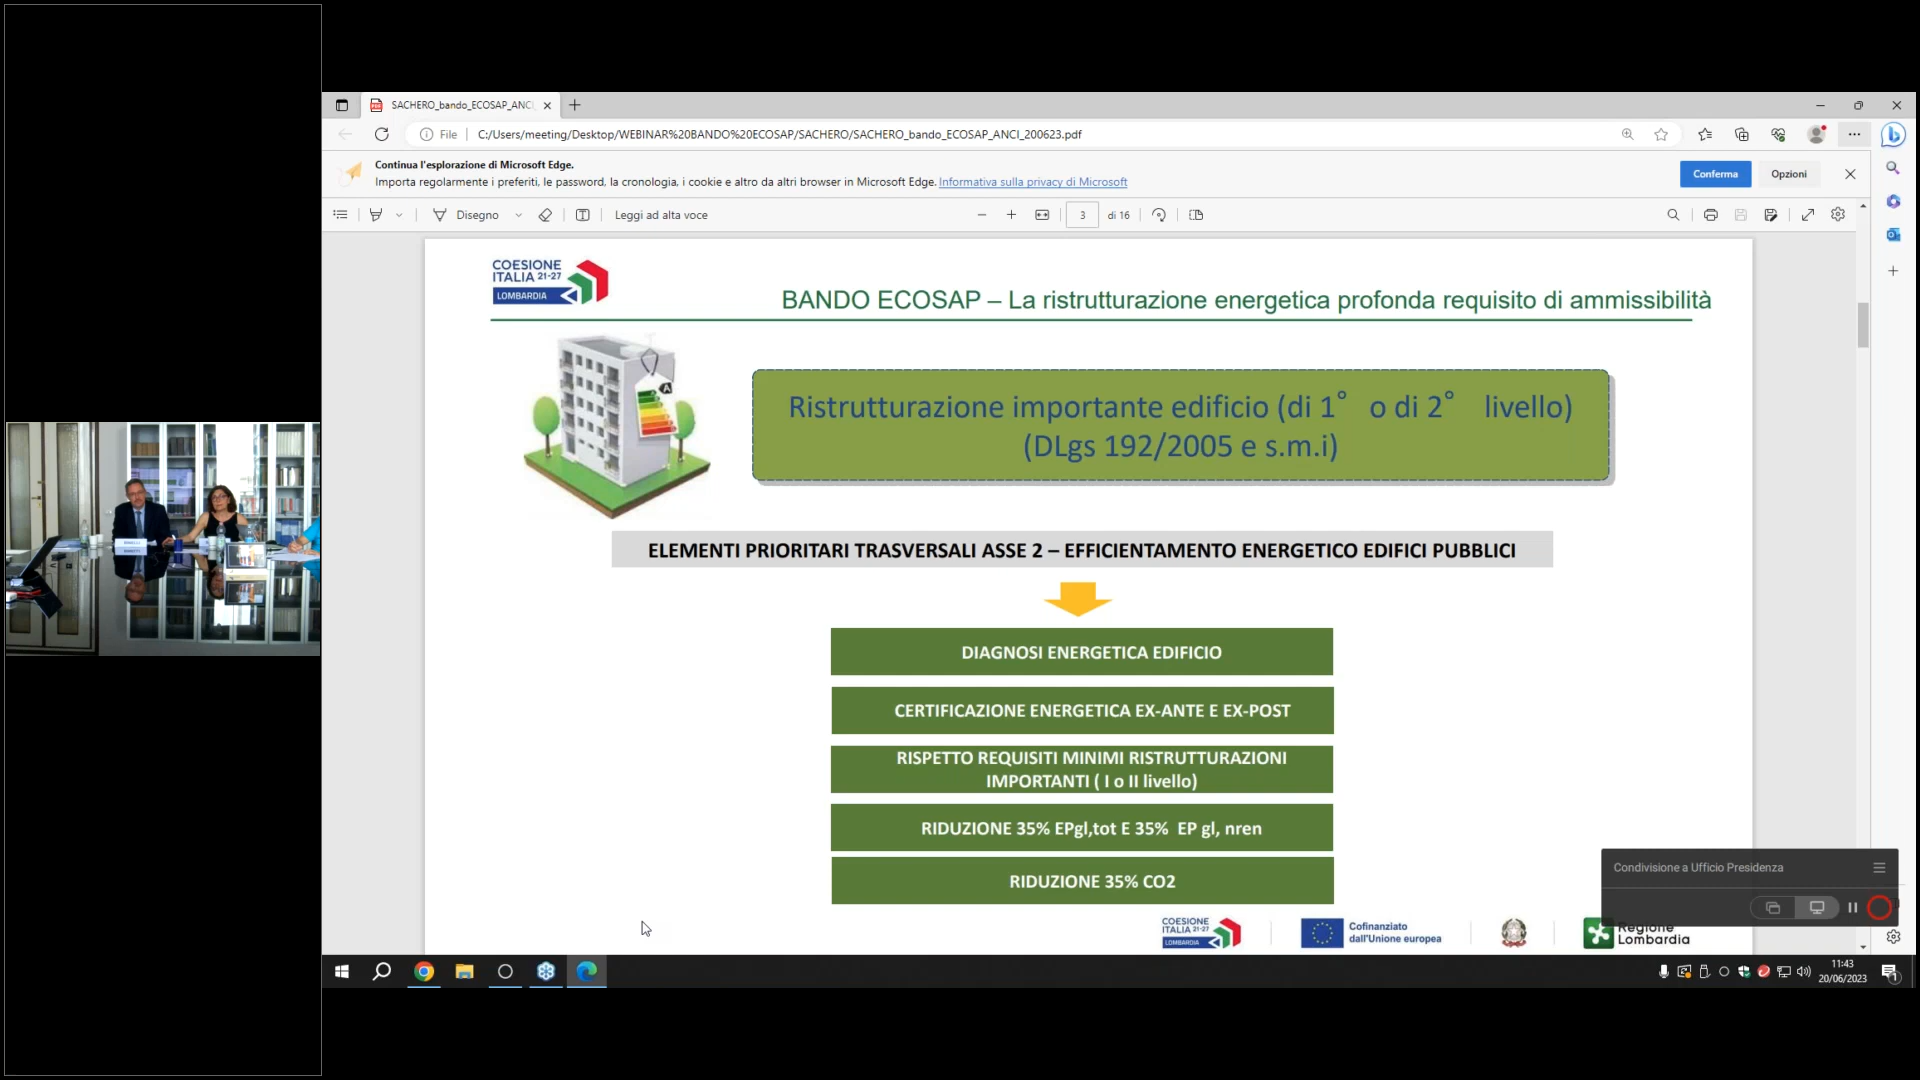 SACHERO_bando_ECOSAP_ANCI
File
C:/Users/meeting/Desktop/WEBINAR%20BANDO%20ECOSAP/SACHERO/SACHERO_bando_ECOSAP_ANCI_200623.pdf
Continua l'esplorazione di Microsoft Edge.
Importa regolarmente i preferiti, le password, la cronologia, i cookie e altro da altri browser in Microsoft Edge. Informativa sulla privacy di Microsoft
Conferma
Opzioni
Disegno
Leggi ad alta voce
3
di 16
COESIONE
ITALIA 21-27
LOMBARDIA
BANDO ECOSAP – La ristrutturazione energetica profonda requisito di ammissibilità
A
Ristrutturazione importante edificio (di 1° o di 2° livello)
(DLgs 192/2005 e s.m.i)
ELEMENTI PRIORITARI TRASVERSALI ASSE 2 – EFFICIENTAMENTO ENERGETICO EDIFICI PUBBLICI
DIAGNOSI ENERGETICA EDIFICIO
CERTIFICAZIONE ENERGETICA EX-ANTE E EX-POST
RISPETTO REQUISITI MINIMI RISTRUTTURAZIONI
IMPORTANTI ( I o II livello)
RIDUZIONE 35% EPgl,tot E 35% EP gl, nren
RIDUZIONE 35% CO2
Condivisione a Ufficio Presidenza
COESIONE
ITALIA 21-27
LOMBARDIA
Cofinanziato
dall'Unione europea
Regione
Lombardia
11:43
20/06/2023
1